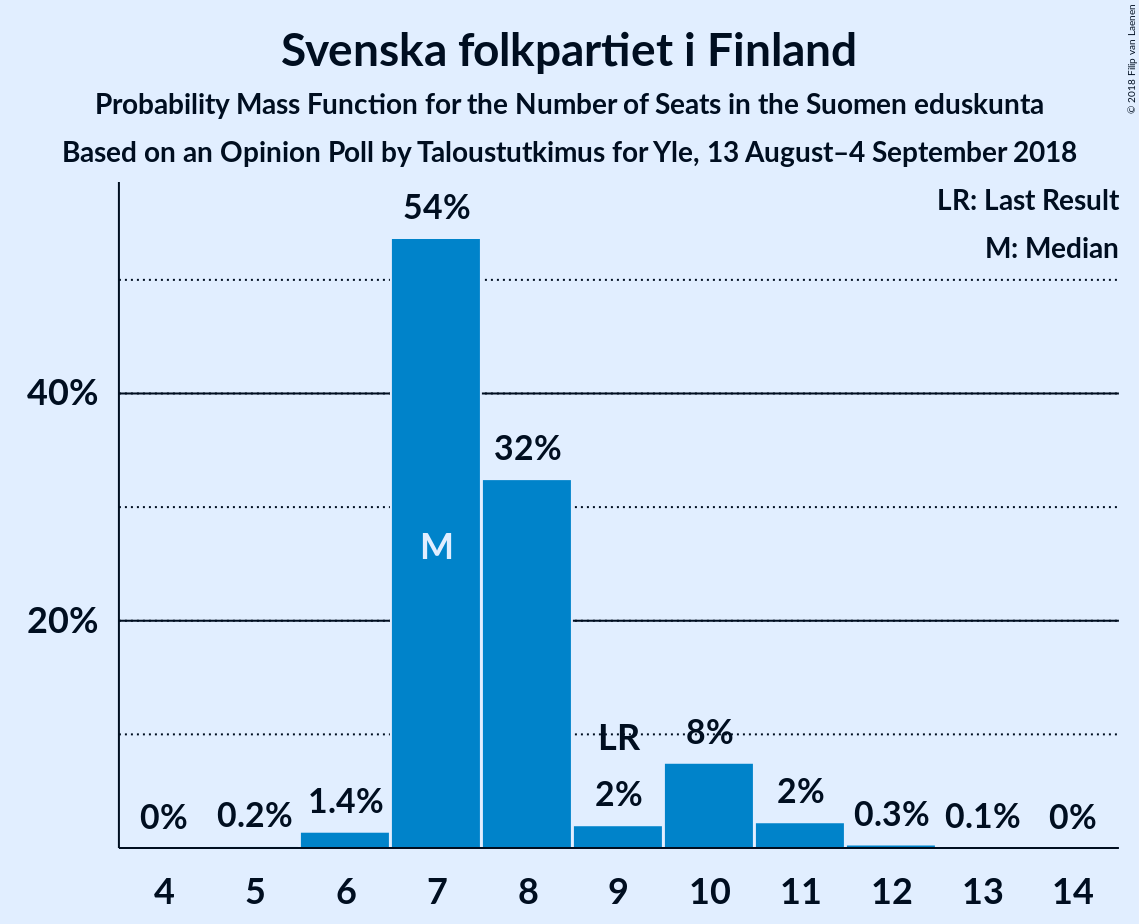 Svenska folkpartiet i Finland
Probability Mass Function for the Number of Seats in the Suomen eduskunta
Based on an Opinion Poll by Taloustutkimus for Yle, 13 August–4 September 2018
© 2018 Filip van Laenen
LR: Last Result
M: Median
54%
40%
32%
M
20%
LR
8%
2%
2%
1.4%
0%
0.2%
0.3%
0.1%
0%
4 5 6 7 8 9 10 11 12 13 14